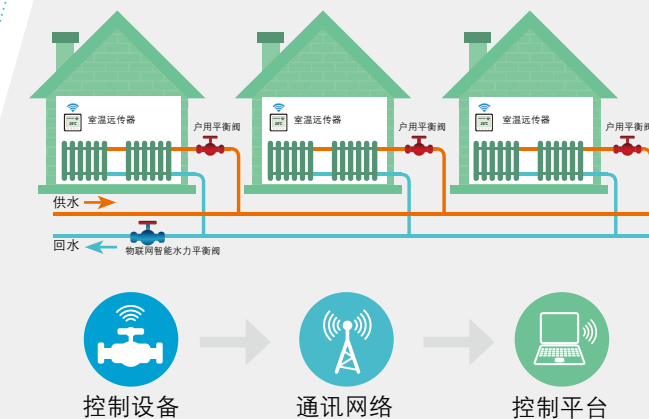 室温远传器
户用平衡阀
室温远传器
户用平衡阀
室温远传器
户用平衡阀
供水
回水
物联网智能水力平衡阀
控制设备
通讯网络
控制平台